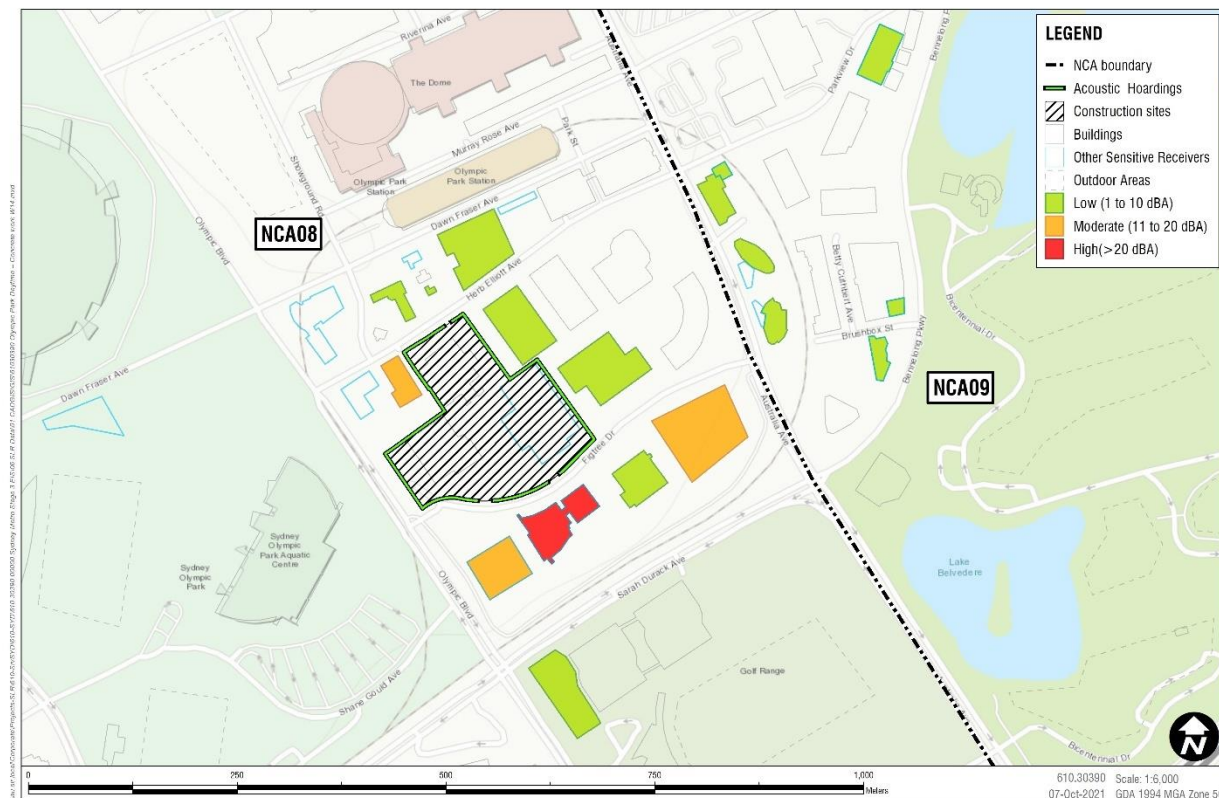 Riverina Ave
The Dome
Australia Ave
Parkview Dr
Bennelong Pkwy
Murray Rose Ave
Park St
Showground Rd
Olympic Park
Station
Olympic
Park Station
Olympic Blvd
NCA08
Dawn Fraser Ave
Herb Elliott Ave
Betty Cuthbert Ave
Brushbox St
Bennelong Pkwy
Bicentennial Dr
NCA09
Dawn Fraser Ave
Australia Ave
Figtree Dr
Sydney
Olympic
Park Aquatic
Centre
Sydney
Olympic
Park
Olympic Blvd
Sarah Durack Ave
Lake
Belvedere
Golf Range
Shane Gould Ave
Bicentennial Dr
LEGEND
NCA boundary
Acoustic Hoardings
Construction sites
Buildings
Other Sensitive Receivers
Outdoor Areas
Low (1 to 10 dBA)
Moderate (11 to 20 dBA)
High(>20 dBA)
N
0
250
500
750
1,000
Meters
610.30390 Scale: 1:6,000
07-Oct-2021 GDA 1994 MGA Zone 56